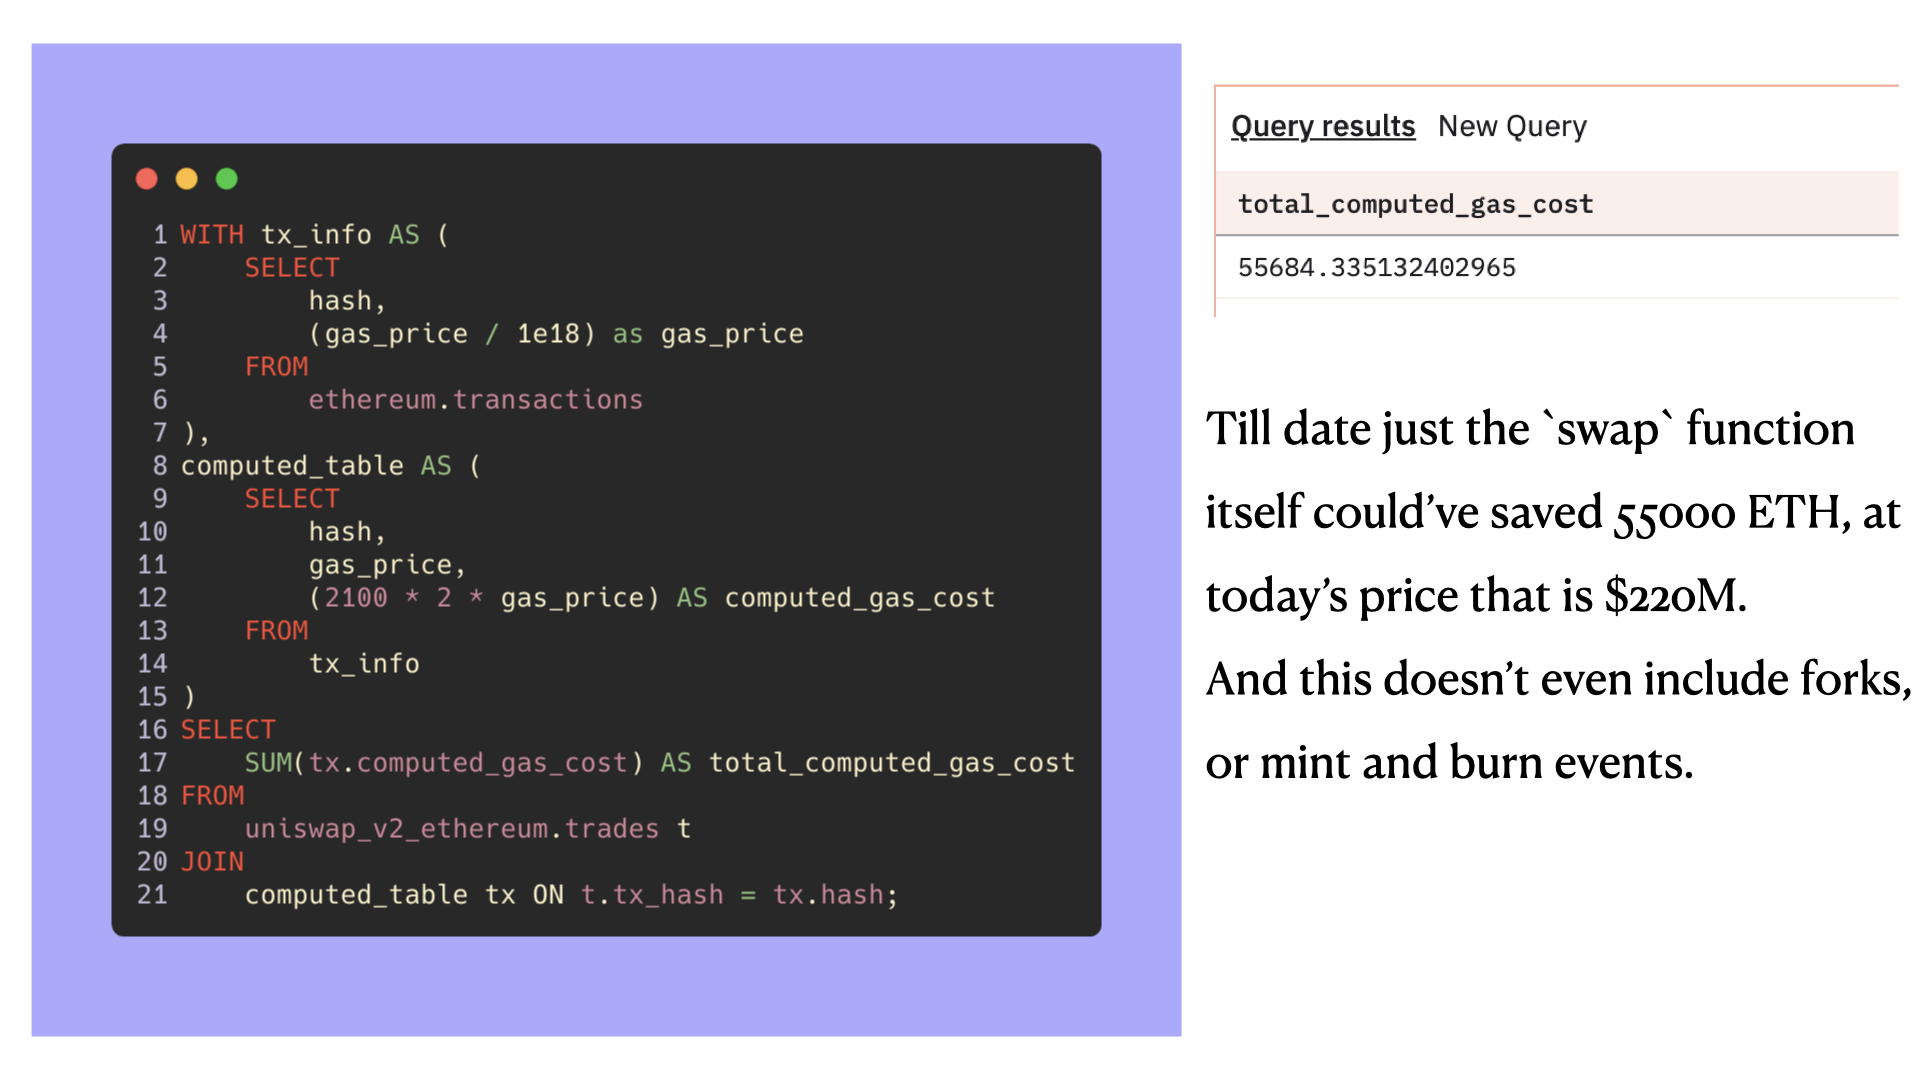 1 WITH tx_info AS (
2     SELECT
3         hash,
4         (gas_price / 1e18) as gas_price
5     FROM
6         ethereum.transactions
7 ),
8 computed_table AS (
9     SELECT
10         hash,
11         gas_price,
12         (2100 * 2 * gas_price) AS computed_gas_cost
13     FROM
14         tx_info
15 )
16 SELECT
17     SUM(tx.computed_gas_cost) AS total_computed_gas_cost
18 FROM
19     uniswap_v2_ethereum.trades t
20 JOIN
21     computed_table tx ON t.tx_hash = tx.hash;
Query results New Query
total_computed_gas_cost
55684.335132402965
Till date just the `swap` function
itself could’ve saved 55000 ETH, at
today’s price that is $220M.
And this doesn’t even include forks,
or mint and burn events.